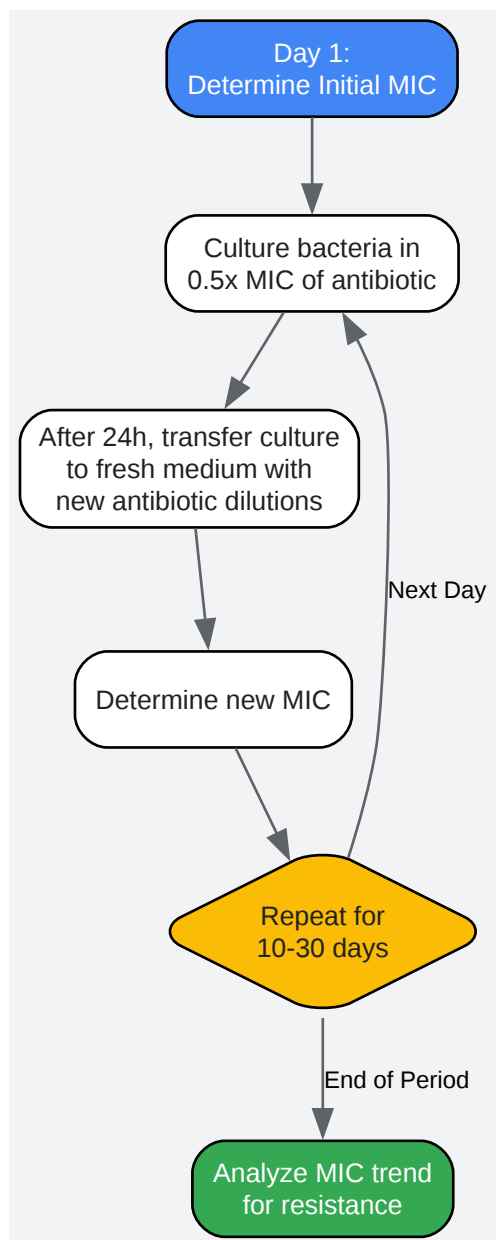 Day 1:
Determine Initial MIC
Culture bacteria in
0.5x MIC of antibiotic
After 24h, transfer culture
to fresh medium with
new antibiotic dilutions
Next Day
Determine new MIC
Repeat for
10-30 days
End of Period
Analyze MIC trend
for resistance